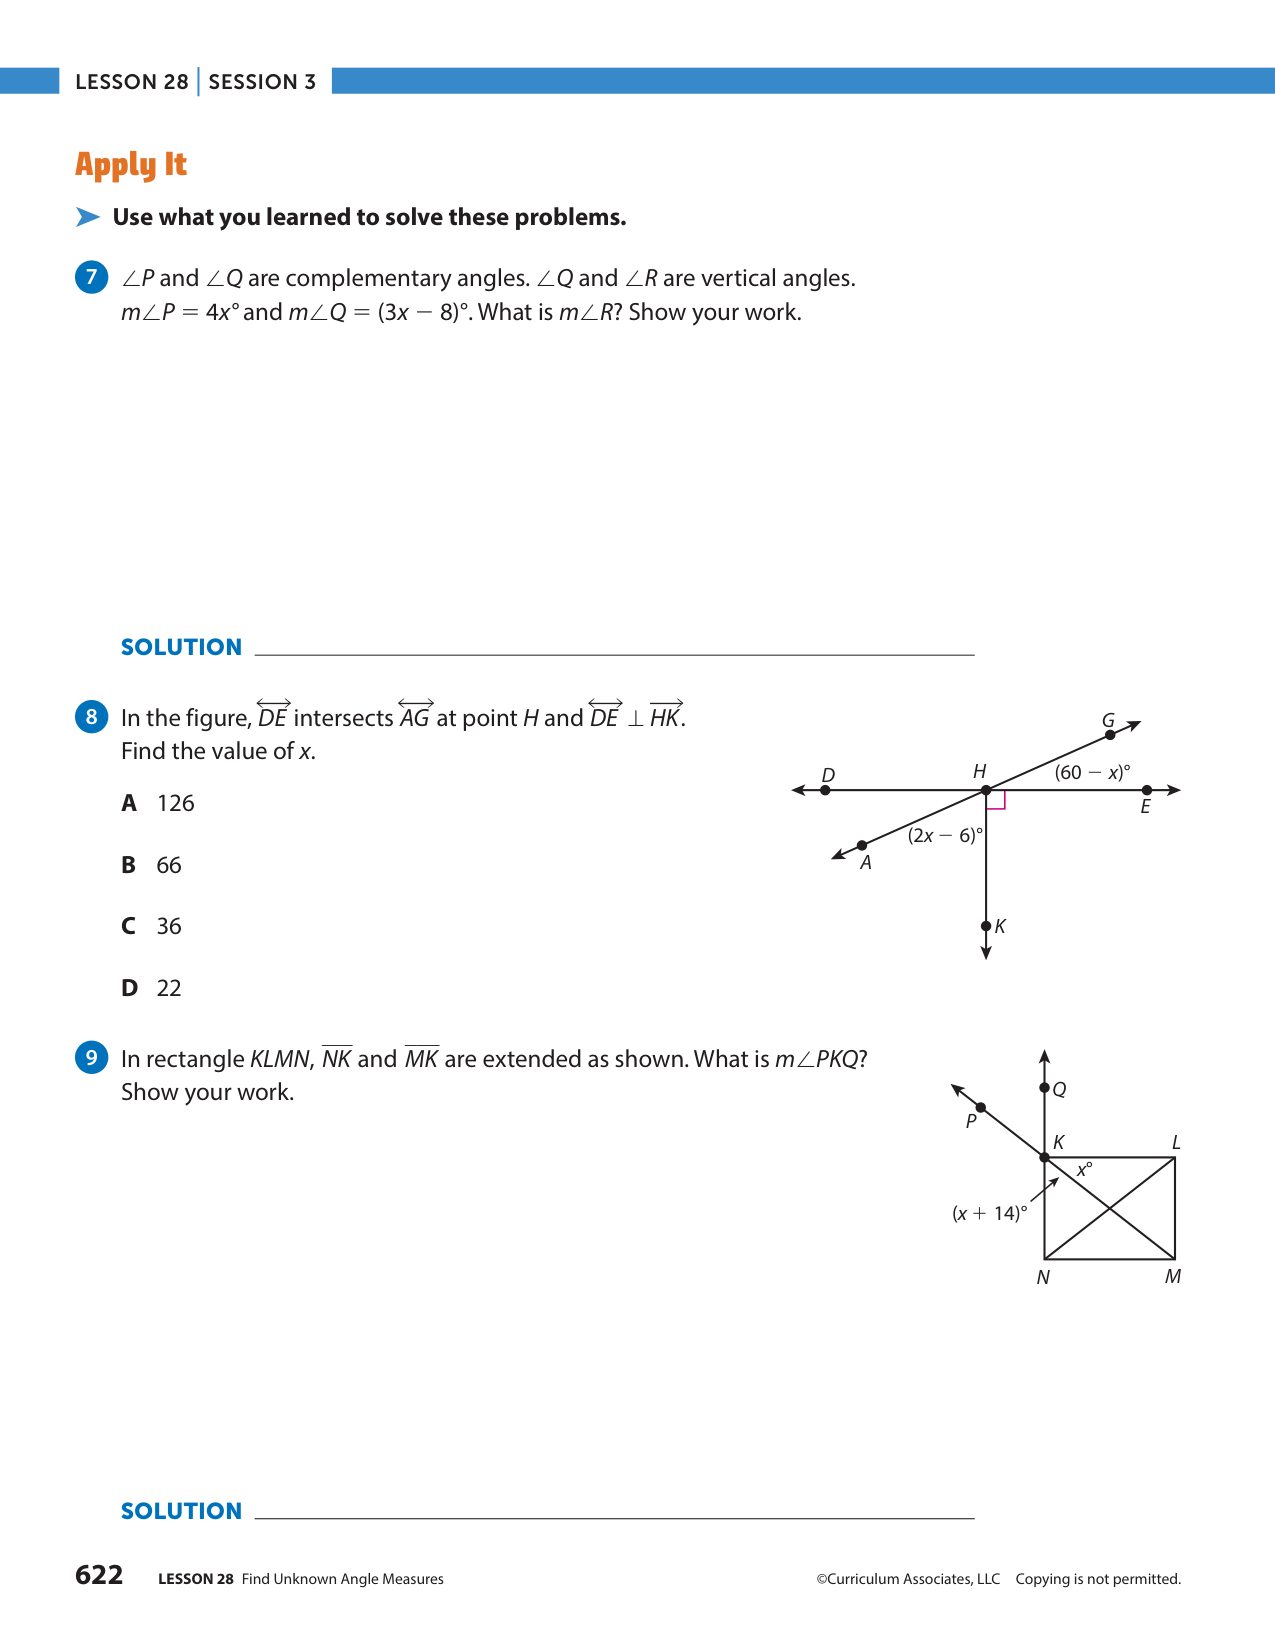 LESSON 28 | SESSION 3
Apply It
Use what you learned to solve these problems.
7 ∠P and ∠Q are complementary angles. ∠Q and ∠R are vertical angles.
m∠P = 4x° and m∠Q = (3x − 8)°. What is m∠R? Show your work.
SOLUTION
8 In the figure, DE intersects AG at point H and DE ⊥ HK.
Find the value of x.
A 126
B 66
C 36
D 22
G
D
H
(60 − x)°
E
(2x − 6)°
A
K
9 In rectangle KLMN, NK and MK are extended as shown. What is m∠PKQ?
Show your work.
Q
P
K
L
x°
(x + 14)°
N
M
SOLUTION
622 LESSON 28 Find Unknown Angle Measures
©Curriculum Associates, LLC Copying is not permitted.